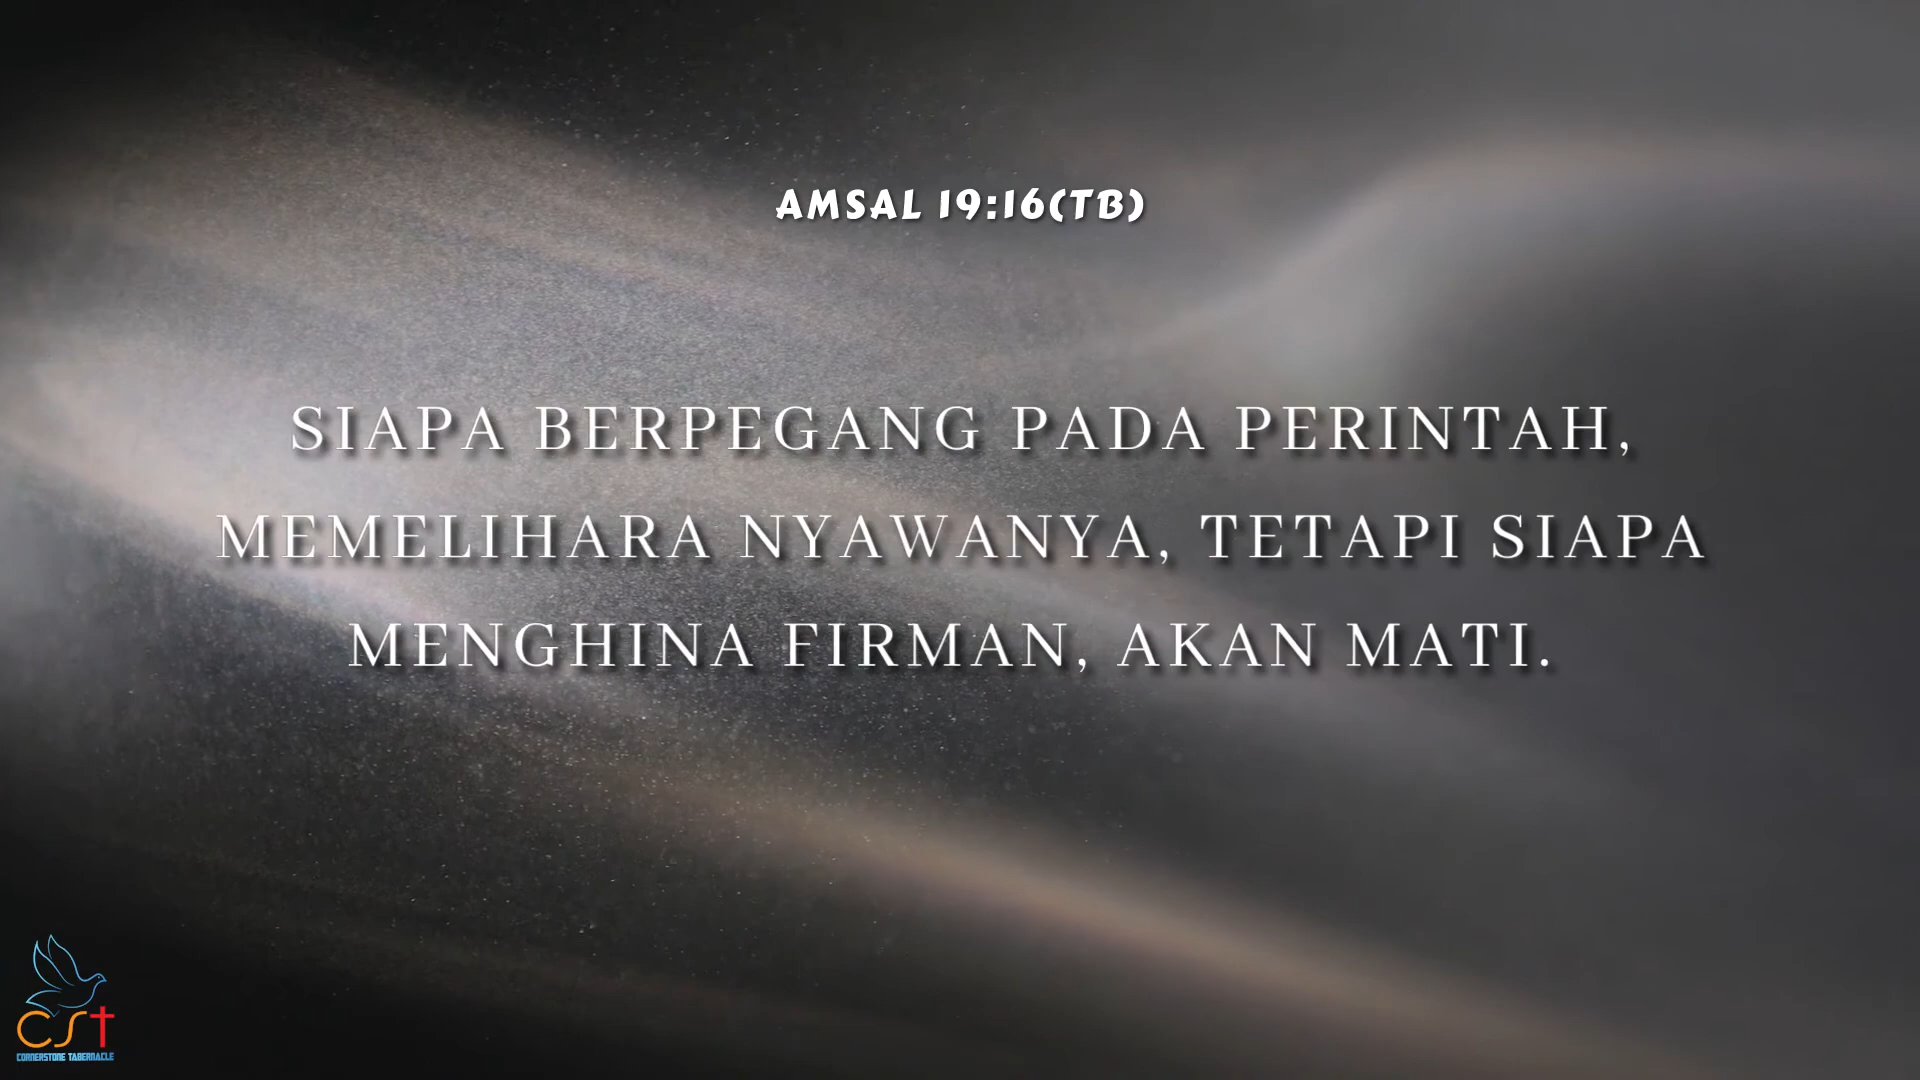 AMSAL 19:16(TB)
SIAPA BERPEGANG PADA PERINTAH,
MEMELIHARA NYAWANYA, TETAPI SIAPA
MENGHINA FIRMAN, AKAN MATI.
CST
CORNERSTONE TABERNACLE